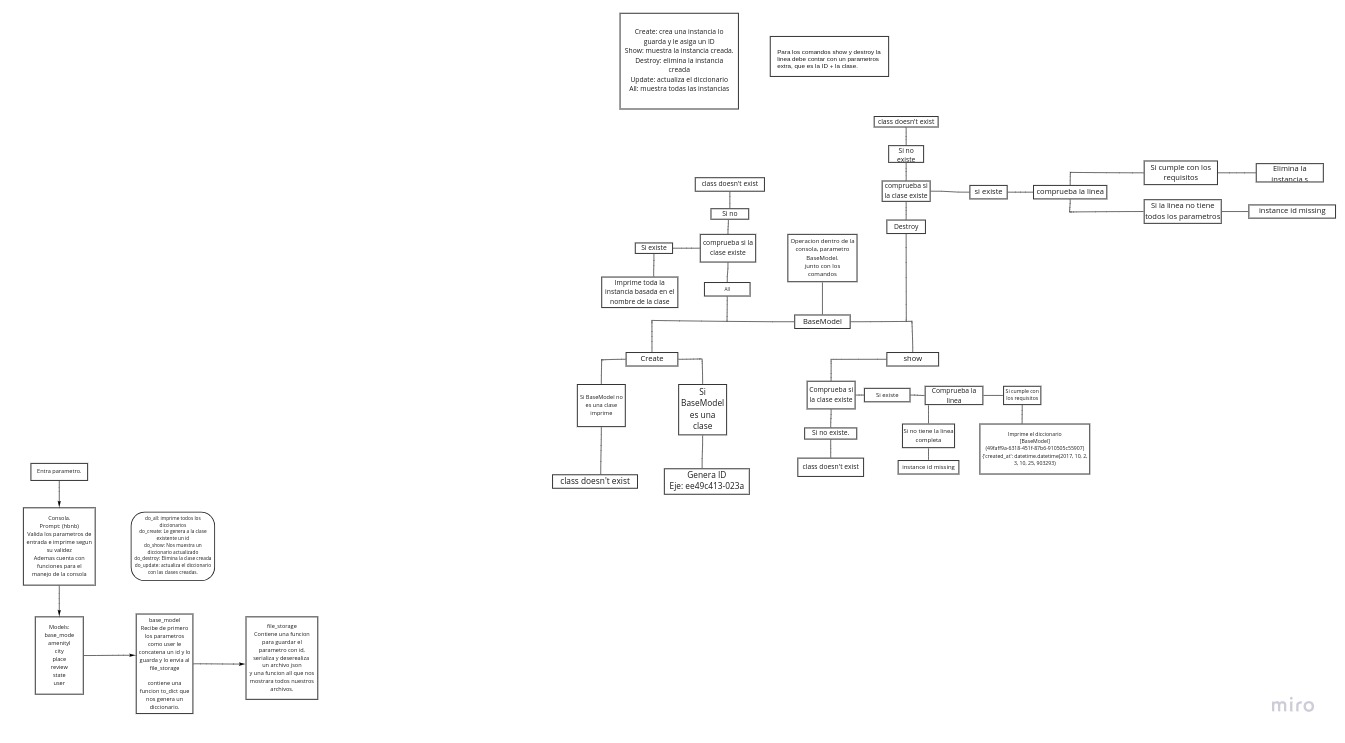 Create: crea una instancia lo
guarda y le asiga un ID
Show: muestra la instancia creada.
Destroy: elimina la instancia
creada
Update: actualiza el diccionario
All: muestra todas las instancias
Para los comandos show y destroy la
linea debe contar con un parametros
extra, que es la ID + la clase.
class doesn't exist
Si no
existe
comprueba si
la clase existe
si existe
comprueba la linea
Si cumple con los
requisitos
Elimina la
instancia s
Si la linea no tiene
todos los parametros
instance id missing
Destroy
class doesn't exist
Si no
comprueba si la
clase existe
Si existe
Imprime toda la
instancia basada en el
nombre de la clase
All
Operacion dentro de la
consola. parametro
BaseModel.
junto con los
comandos
BaseModel
Create
Si BaseModel no
es una clase
imprime
class doesn't exist
Si
BaseModel
es una
clase
Genera ID
Eje: ee49c413-023a
show
Comprueba si
la clase existe
Si existe
Comprueba la
linea
Si cumple con
los requisitos
Si no existe.
class doesn't exist
Si no tiene la linea
completa
instance id missing
Imprime el diccionario
[BaseModel]
(49faff9a-6318-451f-87b6-910505c55907)
{'created_at': datetime.datetime(2017, 10, 2,
3, 10, 25, 903293)
Entra parametro.
Consola.
Prompt: (hbnb)
Valida los parametros de
entrada e imprime segun
su validez
Ademas cuenta con
funciones para el
manejo de la consola
do_all: imprime todos los
diccionarios
do_create: Le genera a la clase
existente un id
do_show: Nos muestra un
diccionario actualizado
do_destroy: Elimina la clase creada
do_update: actualiza el diccionario
con las clases creadas.
Models:
base_mode
amenityl
city
place
review
state
user
base_model
Recibe de primero
los parametros
como user le
concatena un id y lo
guarda y lo envia al
file_storage
contiene una
funcion to_dict que
nos genera un
diccionario.
file_storage
Contiene una funcion
para guardar el
parametro con id.
serializa y deserealiza
un archivo json
y una funcion all que nos
mostrara todos nuestros
archivos.
miro